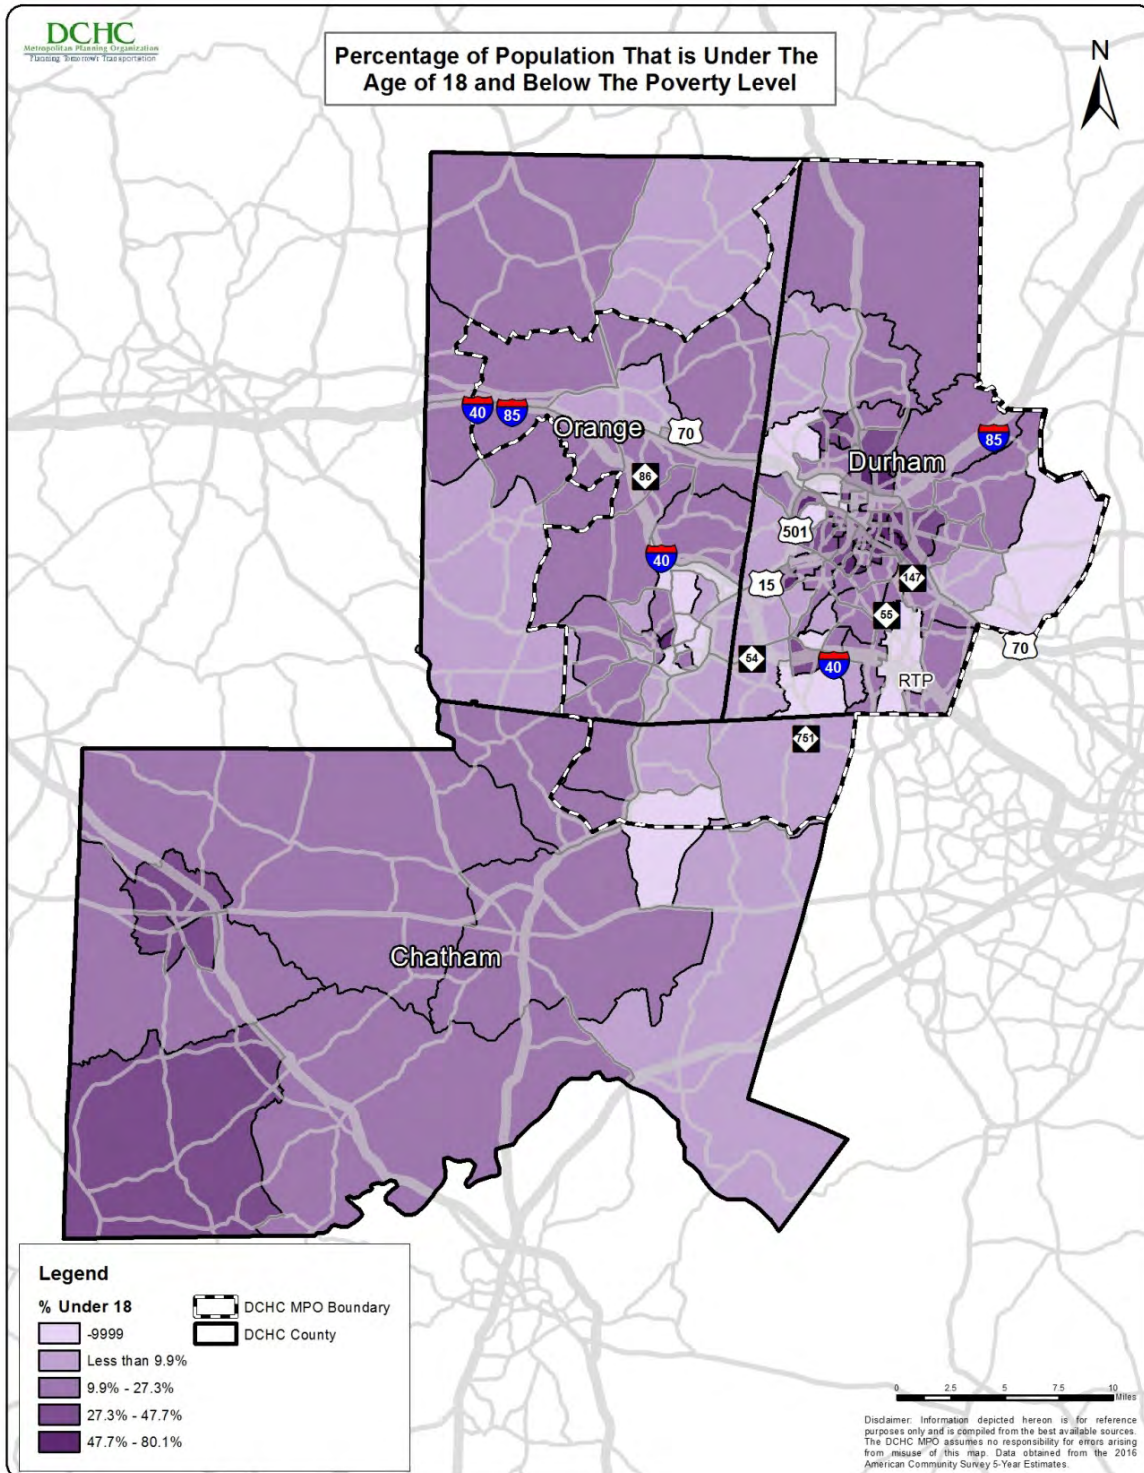 DCHC
Metropolitan Planning Organization
Planning Tomorrow's Transportation
Percentage of Population That is Under The
Age of 18 and Below The Poverty Level
N
40
85
Orange
70
86
Durham
85
501
40
15
147
55
54
40
70
RTP
751
Chatham
Legend
% Under 18
-9999
Less than 9.9%
9.9% - 27.3%
27.3% - 47.7%
47.7% - 80.1%
DCHC MPO Boundary
DCHC County
0 2.5 5 7.5 10
Miles
Disclaimer: Information depicted hereon is for reference
purposes only and is compiled from the best available sources.
The DCHC MPO assumes no responsibility for errors arising
from misuse of this map. Data obtained from the 2016
American Community Survey 5-Year Estimates.